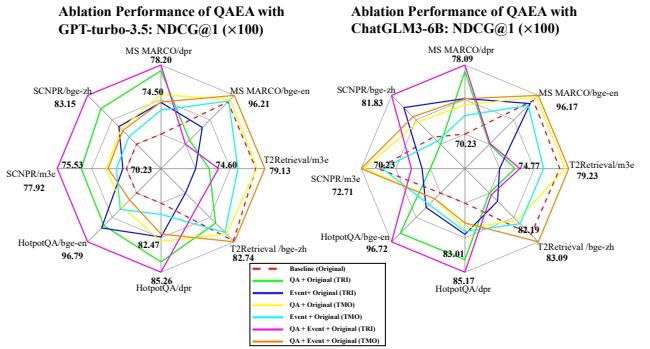 Ablation Performance of QAEA with
GPT-turbo-3.5: NDCG@1 (×100)
MS MARCO/dpr
78.20
74.50
SCNPR/bge-zh
83.15
MS MARCO/bge-en
96.21
75.53
SCNPR/m3e
77.92
70.23
74.60
T2Retrieval/m3e
79.13
HotpotQA/bge-en
96.79
82.47
T2Retrieval /bge-zh
82.74
85.26
HotpotQA/dpr
Ablation Performance of QAEA with
ChatGLM3-6B: NDCG@1 (×100)
MS MARCO/dpr
78.09
SCNPR/bge-zh
81.83
MS MARCO/bge-en
96.17
70.23
70.23
SCNPR/m3e
72.71
74.77
T2Retrieval/m3e
79.23
HotpotQA/bge-en
96.72
83.01
82.19
T2Retrieval /bge-zh
83.09
85.17
HotpotQA/dpr
Baseline (Original)
QA + Original (TRI)
Event+ Original (TRI)
QA + Original (TMO)
Event + Original (TMO)
QA + Event + Original (TRI)
QA + Event + Original (TMO)